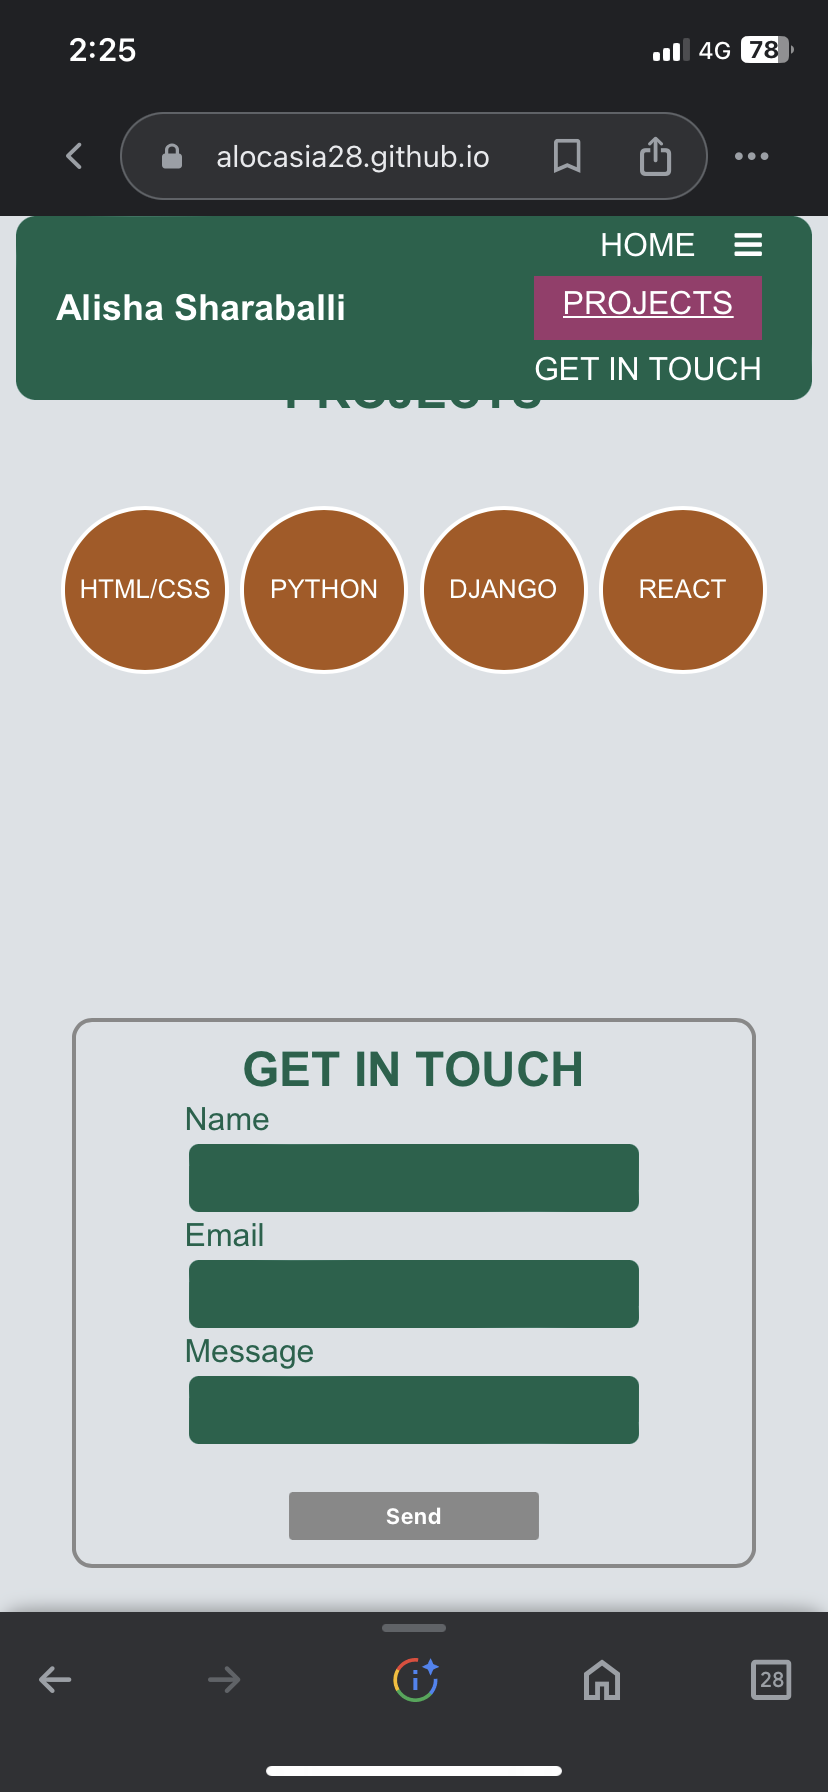 2:25
4G 78
alocasia28.github.io
HOME
Alisha Sharaballi
PROJECTS
GET IN TOUCH
PROJECTS
HTML/CSS PYTHON DJANGO REACT
GET IN TOUCH
Name
Email
Message
Send
28